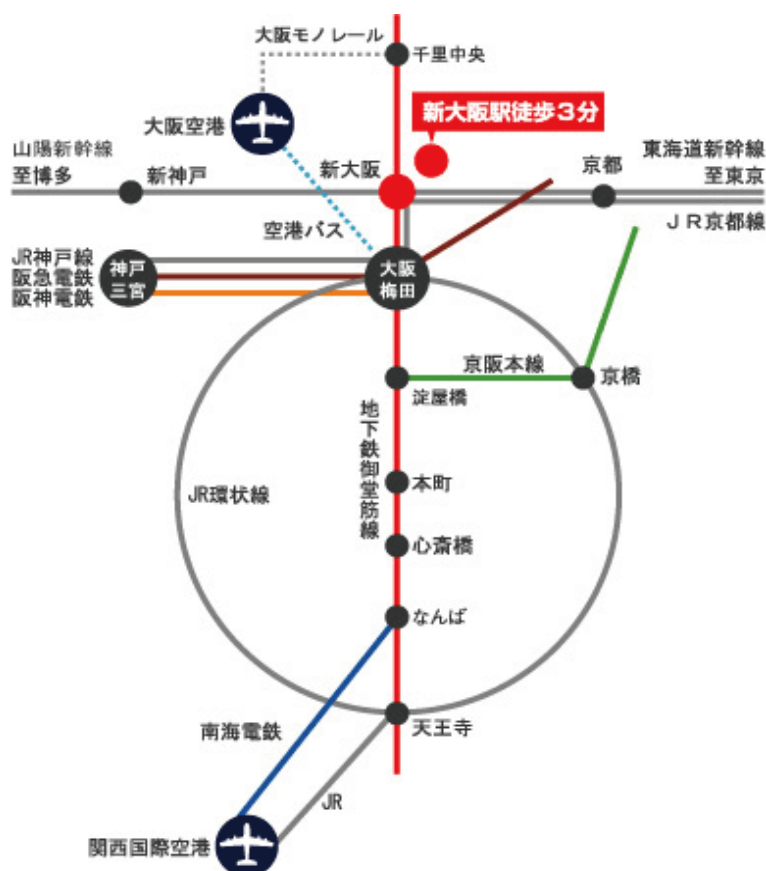 大阪モノレール
千里中央
大阪空港
新大阪駅徒歩3分
山陽新幹線
至博多
新神戸
新大阪
京都
東海道新幹線
至東京
JR京都線
空港バス
JR神戸線
阪急電鉄
阪神電鉄
神戸
三宮
大阪
梅田
京阪本線
京橋
淀屋橋
地下鉄御堂筋線
本町
JR環状線
心斎橋
なんば
南海電鉄
天王寺
JR
関西国際空港